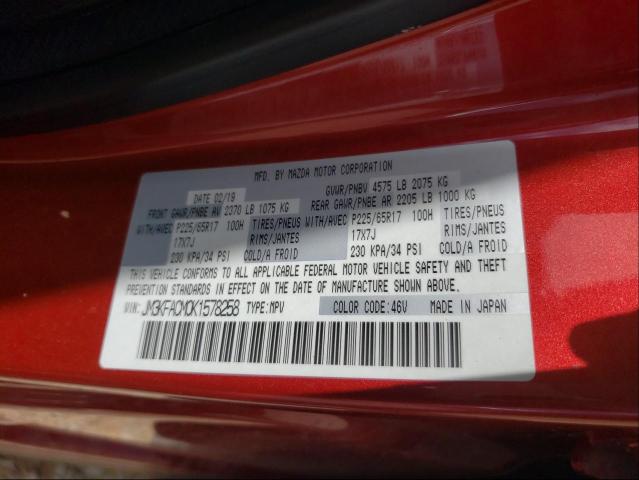 MFD. BY MAZDA MOTOR CORPORATION
DATE 02/19 GVWR/PNBV 4575 LB 2075 KG
FRONT GAWR/PNBE AV 2370 LB 1075 KG REAR GAWR/PNBE AR 2205 LB 1000 KG
WITH/AVEC P225/65R17 100H TIRES/PNEUS WITH/AVEC P225/65R17 100H TIRES/PNEUS
17X7J RIMS/JANTES 17X7J RIMS/JANTES
230 KPA/34 PSI COLD/A FROID 230 KPA/34 PSI COLD/A FROID
THIS VEHICLE CONFORMS TO ALL APPLICABLE FEDERAL MOTOR VEHICLE SAFETY AND THEFT
PREVENTION STANDARDS IN EFFECT ON THE DATE OF MANUFACTURE SHOWN ABOVE.
VIN: JM3KFACM0K1578258 TYPE:MPV COLOR CODE:46V MADE IN JAPAN